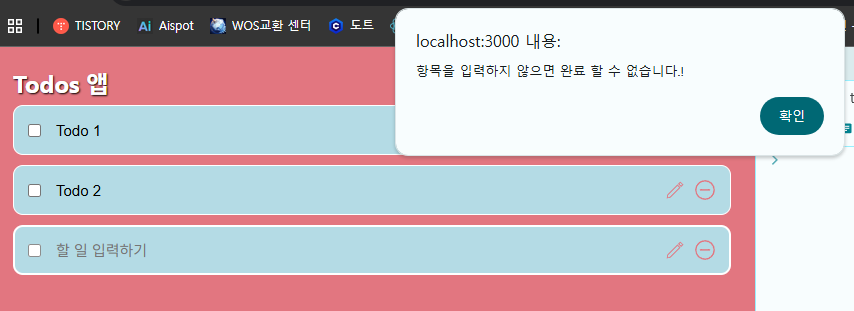 TISTORY
Ai Aispot
WOS교환 센터
도트
localhost:3000 내용:
항목을 입력하지 않으면 완료 할 수 없습니다.!
확인
Todos 앱
Todo 1
Todo 2
할 일 입력하기